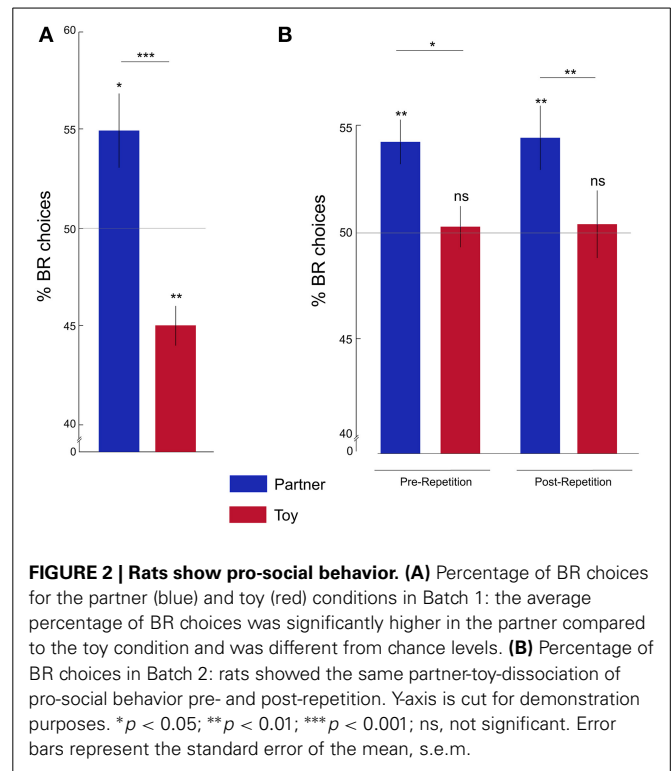 A
B
60
***
*
55
50
**
45
40
0
% BR choices
*
**
**
**
55
ns
ns
50
45
40
0
% BR choices
Pre-Repetition
Post-Repetition
Partner
Toy
FIGURE 2 | Rats show pro-social behavior. (A) Percentage of BR choices
for the partner (blue) and toy (red) conditions in Batch 1: the average
percentage of BR choices was significantly higher in the partner compared
to the toy condition and was different from chance levels. (B) Percentage of
BR choices in Batch 2: rats showed the same partner-toy-dissociation of
pro-social behavior pre- and post-repetition. Y-axis is cut for demonstration
purposes. *p < 0.05; **p < 0.01; ***p < 0.001; ns, not significant. Error
bars represent the standard error of the mean, s.e.m.